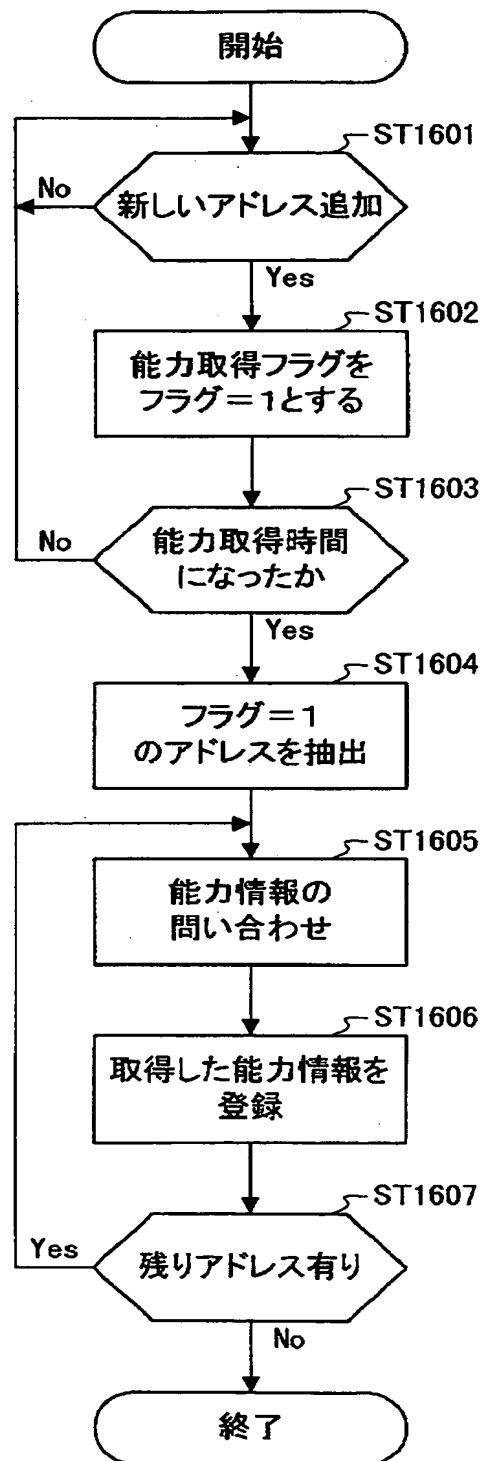 開始
ST1601
No
新しいアドレス追加
Yes
ST1602
能力取得フラグを
フラグ=1とする
ST1603
No
能力取得時間
になったか
Yes
ST1604
フラグ=1
のアドレスを抽出
ST1605
能力情報の
問い合わせ
ST1606
取得した能力情報を
登録
ST1607
Yes
残りアドレス有り
No
終了